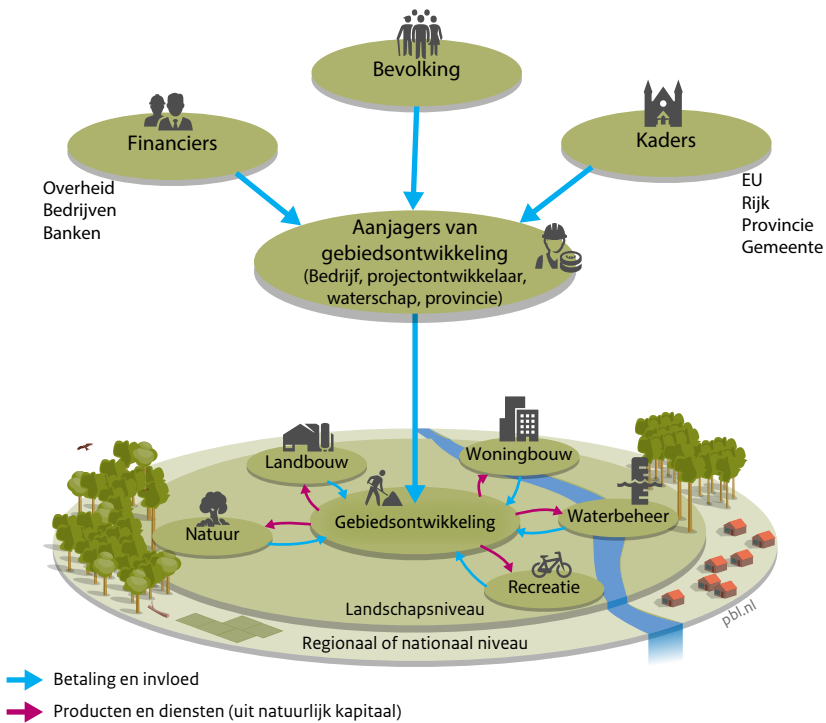 Bevolking
Financiers
Kaders
Overheid
Bedrijven
Banken
EU
Rijk
Provincie
Gemeente
Aanjagers van
gebiedsontwikkeling
(Bedrijf, projectontwikkelaar,
waterschap, provincie)
Landbouw
Woningbouw
Natuur
Gebiedsontwikkeling
Waterbeheer
Recreatie
Landschapsniveau
Regionaal of nationaal niveau
pbl.nl
Betaling en invloed
Producten en diensten (uit natuurlijk kapitaal)